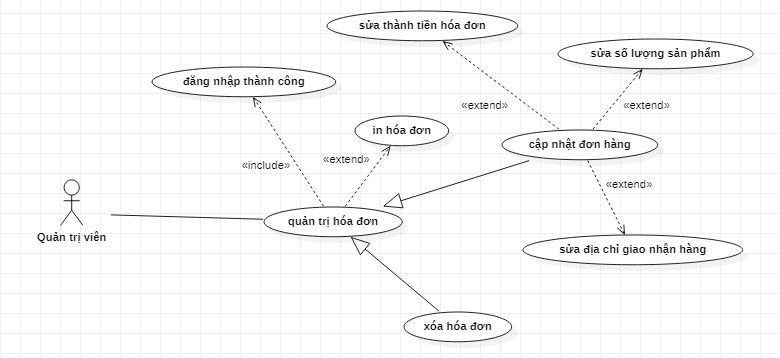 sửa thành tiền hóa đơn
sửa số lượng sản phẩm
đăng nhập thành công
«extend»
«extend»
in hóa đơn
cập nhật đơn hàng
«include»
«extend»
«extend»
quản trị hóa đơn
Quản trị viên
sửa địa chỉ giao nhận hàng
xóa hóa đơn